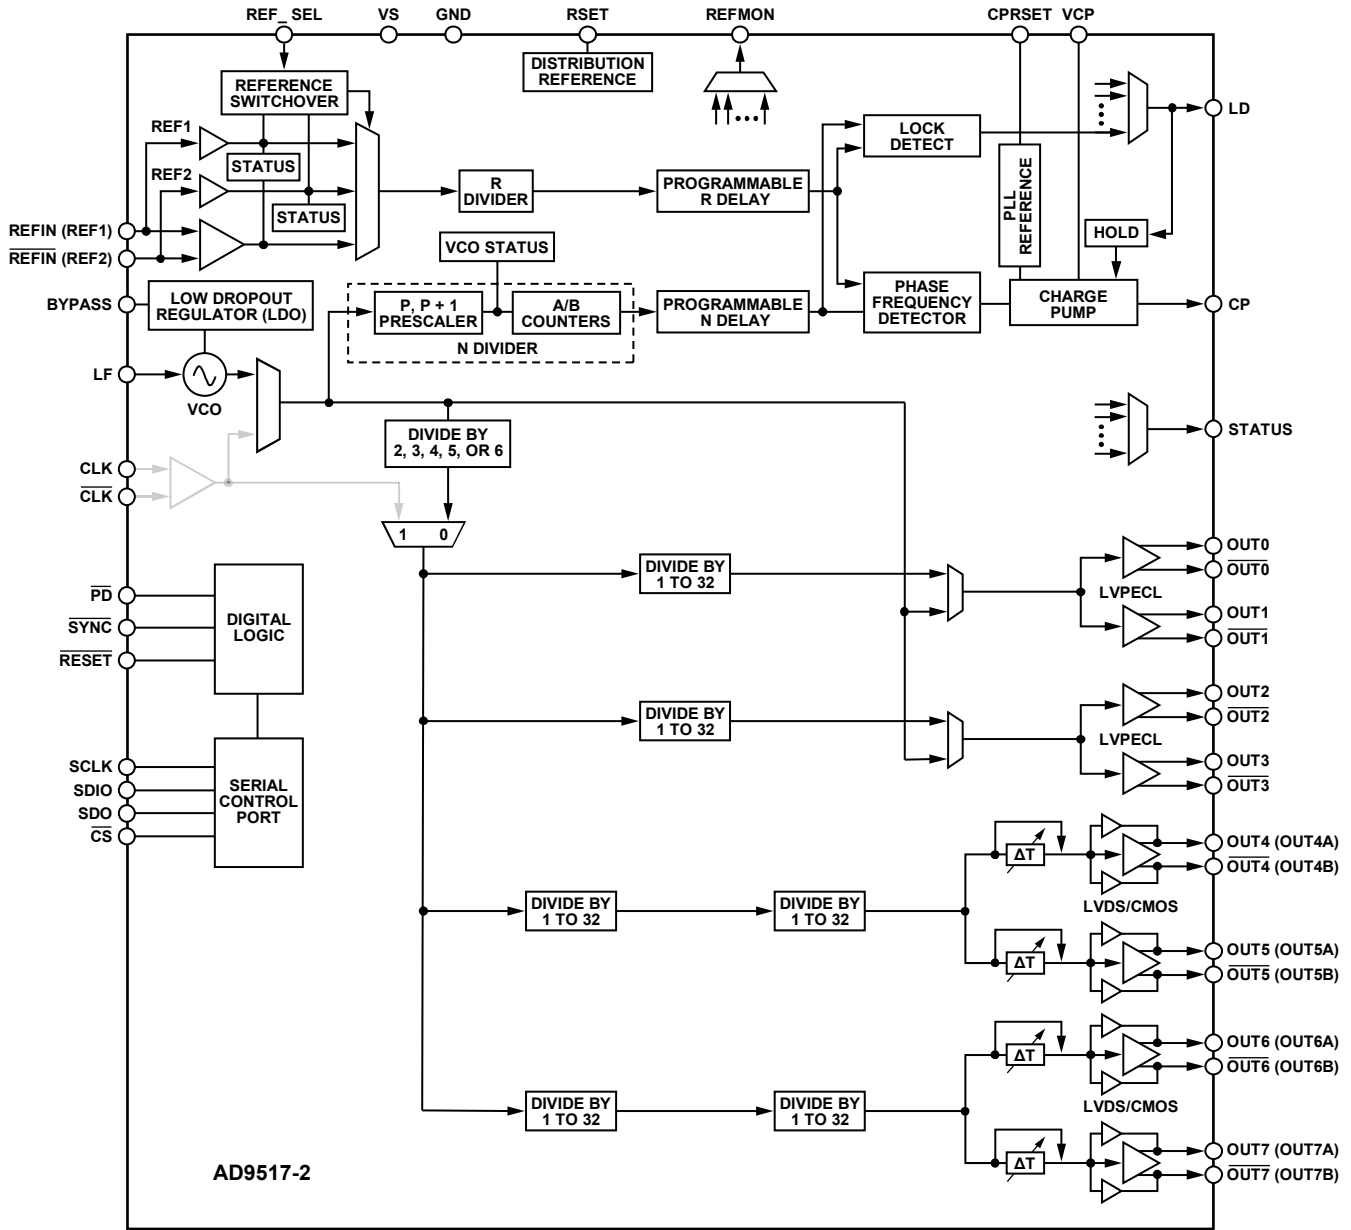 REF_ SEL
VS
GND
RSET
REFMON
CPRSET
VCP
DISTRIBUTION
REFERENCE
REFERENCE
SWITCHOVER
REF1
STATUS
REF2
STATUS
R
DIVIDER
PROGRAMMABLE
R DELAY
LOCK
DETECT
LD
PLL
REFERENCE
HOLD
REFIN (REF1)
REFIN (REF2)
VCO STATUS
BYPASS
LOW DROPOUT
REGULATOR (LDO)
P, P + 1
PRESCALER
A/B
COUNTERS
N DIVIDER
PROGRAMMABLE
N DELAY
PHASE
FREQUENCY
DETECTOR
CHARGE
PUMP
CP
LF
VCO
STATUS
DIVIDE BY
2, 3, 4, 5, OR 6
CLK
CLK
1
0
PD
SYNC
RESET
DIGITAL
LOGIC
DIVIDE BY
1 TO 32
LVPECL
OUT0
OUT0
OUT1
OUT1
DIVIDE BY
1 TO 32
LVPECL
OUT2
OUT2
OUT3
OUT3
SCLK
SDIO
SDO
CS
SERIAL
CONTROL
PORT
DIVIDE BY
1 TO 32
DIVIDE BY
1 TO 32
ΔT
OUT4 (OUT4A)
OUT4 (OUT4B)
LVDS/CMOS
ΔT
OUT5 (OUT5A)
OUT5 (OUT5B)
DIVIDE BY
1 TO 32
DIVIDE BY
1 TO 32
ΔT
OUT6 (OUT6A)
OUT6 (OUT6B)
LVDS/CMOS
ΔT
OUT7 (OUT7A)
OUT7 (OUT7B)
AD9517-2